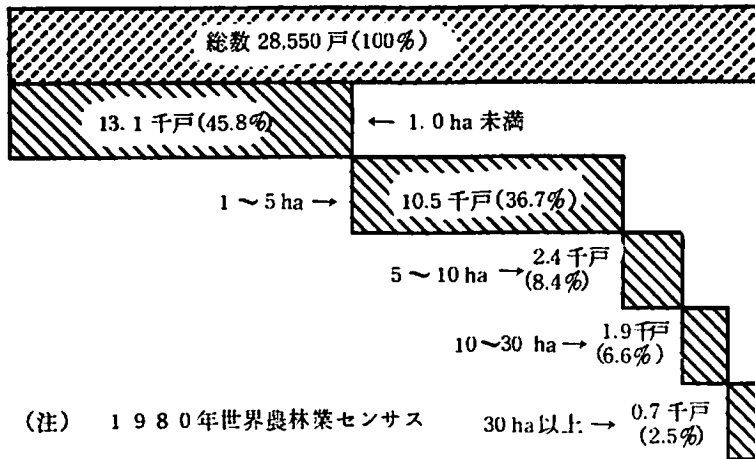 総数 28,550 戸(100%)
13.1 千戸(45.8%)
← 1.0 ha 未満
1 ～ 5 ha →
10.5 千戸(36.7%)
5 ～ 10 ha →
2.4 千戸
(8.4%)
10～30 ha →
1.9 千戸
(6.6%)
30 ha 以上 →
0.7 千戸
(2.5%)
(注) 1980年世界農林業センサス